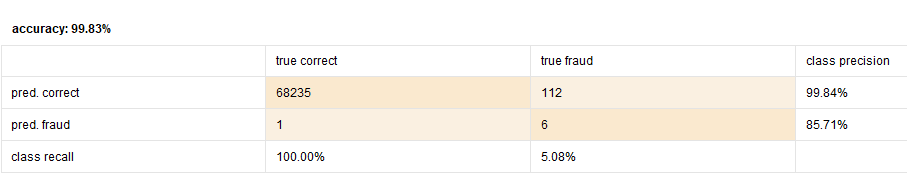 accuracy: 99.83%
true correct true fraud class precision
pred. correct 68235 112 99.84%
pred. fraud 1 6 85.71%
class recall 100.00% 5.08%